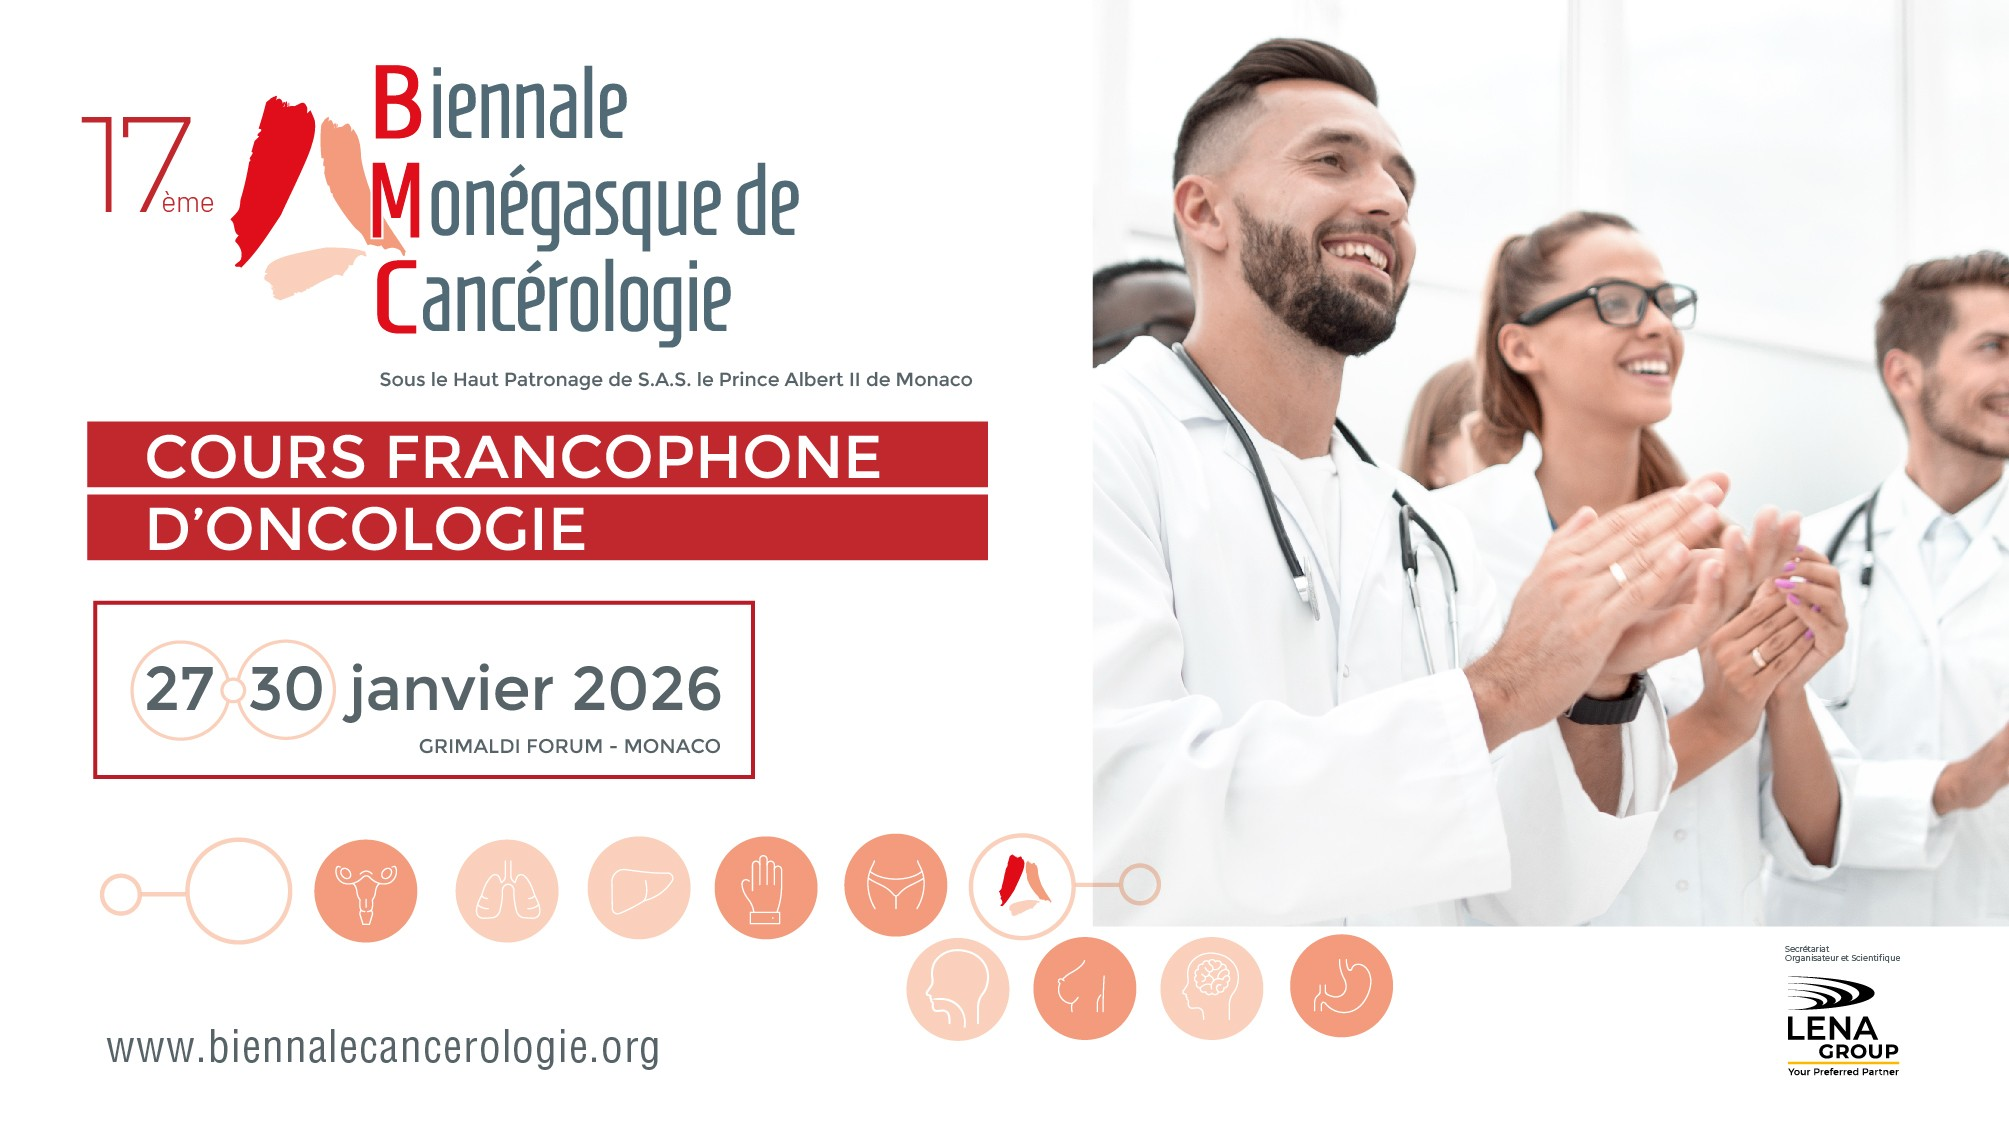 17ème
Biennale
Monégasque de
Cancérologie
Sous le Haut Patronage de S.A.S. le Prince Albert II de Monaco
COURS FRANCOPHONE
D'ONCOLOGIE
27 30 janvier 2026
GRIMALDI FORUM - MONACO
www.biennalecancerologie.org
Secrétariat
Organisateur et Scientifique
LENA
GROUP
Your Preferred Partner